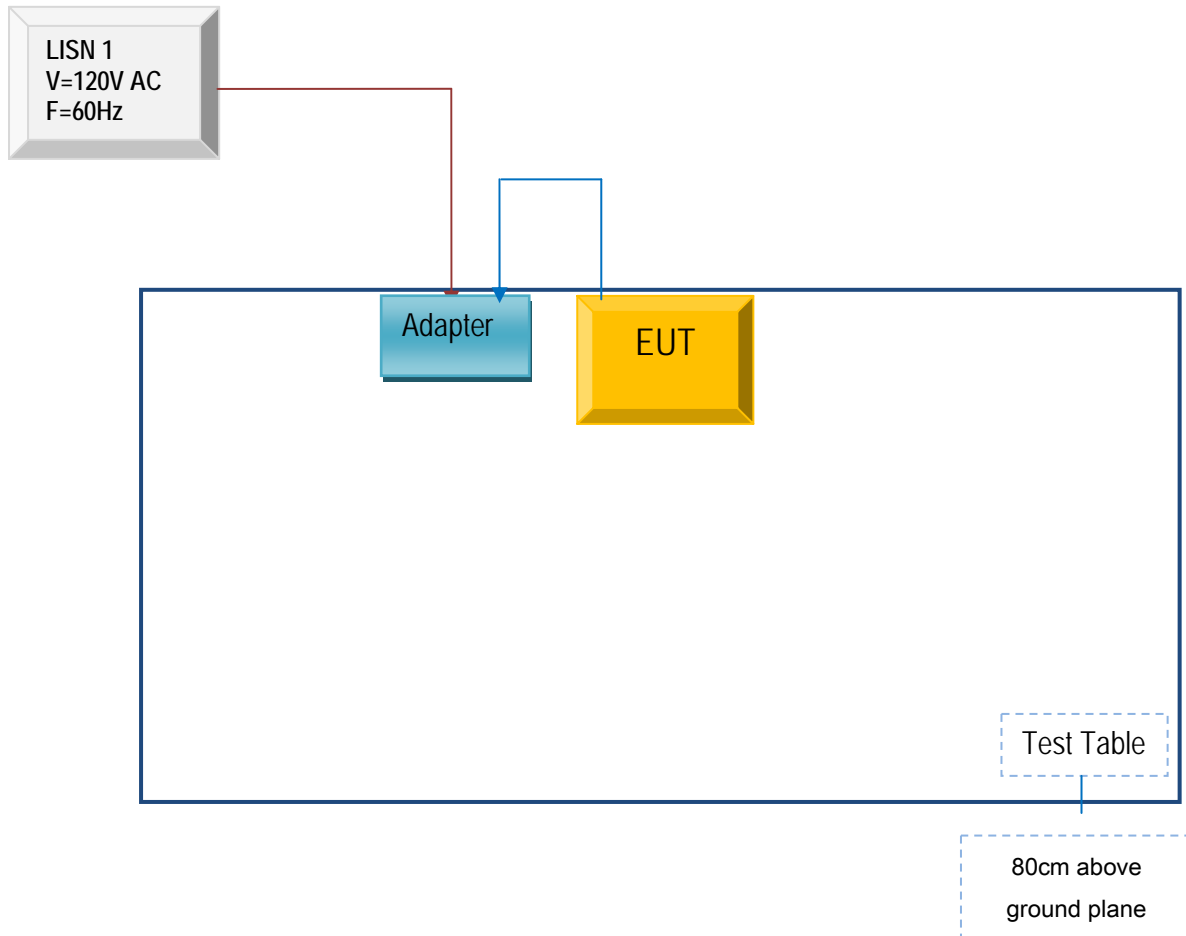 LISN 1
V=120V AC
F=60Hz
Adapter
EUT
Test Table
80cm above
ground plane